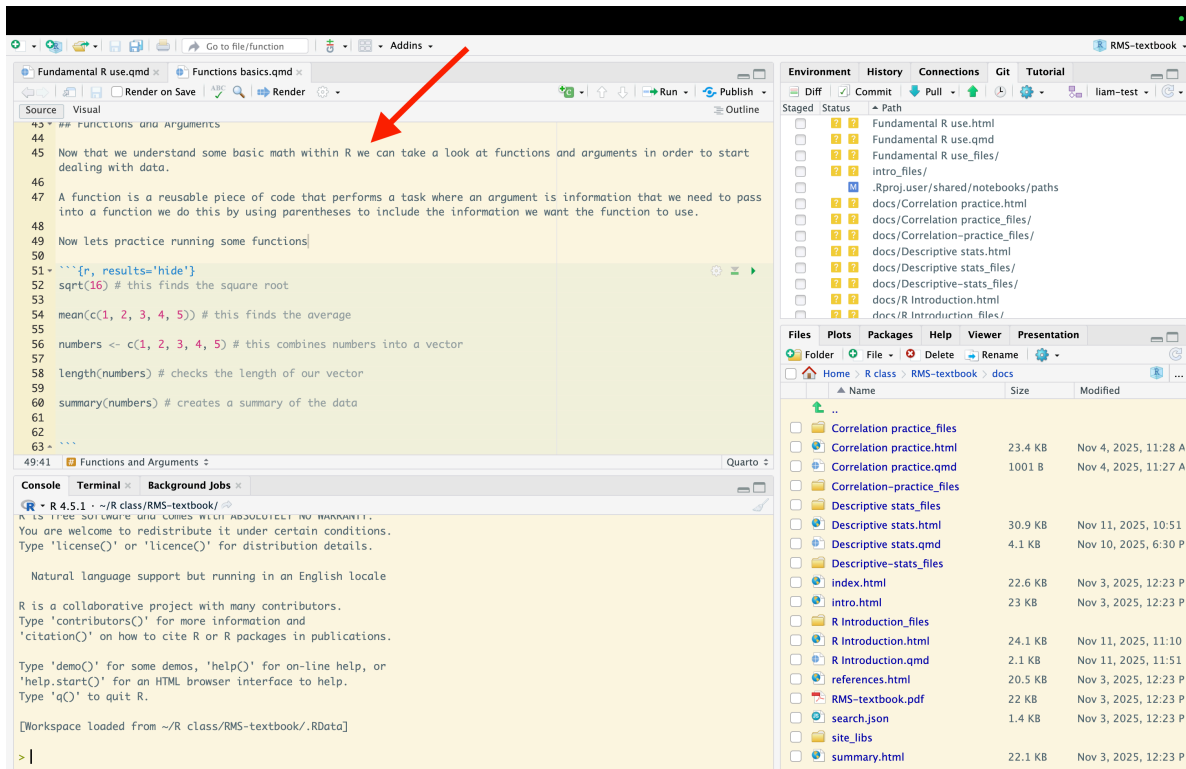 Go to file/function
Addins
RMS-textbook
Fundamental R use.qmd
Functions basics.qmd
Render on Save
ABC
Render
Run
Publish
Source
Visual
Outline
43 ## Functions and Arguments
44
45 Now that we understand some basic math within R we can take a look at functions and arguments in order to start
dealing with data.
46
47 A function is a reusable piece of code that performs a task where an argument is information that we need to pass
into a function we do this by using parentheses to include the information we want the function to use.
48
49 Now lets practice running some functions
50
51 ```{r, results='hide'}
52 sqrt(16) # this finds the square root
53
54 mean(c(1, 2, 3, 4, 5)) # this finds the average
55
56 numbers <- c(1, 2, 3, 4, 5) # this combines numbers into a vector
57
58 length(numbers) # checks the length of our vector
59
60 summary(numbers) # creates a summary of the data
61
62
63 ```
49:41 Functions and Arguments
Quarto
Console Terminal Background Jobs
R 4.5.1 · ~/R class/RMS-textbook/
R is free software and comes with ABSOLUTELY NO WARRANTY.
You are welcome to redistribute it under certain conditions.
Type 'license()' or 'licence()' for distribution details.
Natural language support but running in an English locale
R is a collaborative project with many contributors.
Type 'contributors()' for more information and
'citation()' on how to cite R or R packages in publications.
Type 'demo()' for some demos, 'help()' for on-line help, or
'help.start()' for an HTML browser interface to help.
Type 'q()' to quit R.
[Workspace loaded from ~/R class/RMS-textbook/.RData]
>
Environment History Connections Git Tutorial
Diff Commit Pull liam-test
Staged Status Path
? ? Fundamental R use.html
? ? Fundamental R use.qmd
? ? Fundamental R use_files/
? ? intro_files/
M .Rproj.user/shared/notebooks/paths
? ? docs/Correlation practice.html
? ? docs/Correlation practice_files/
? ? docs/Correlation-practice_files/
? ? docs/Descriptive stats.html
? ? docs/Descriptive stats_files/
? ? docs/Descriptive-stats_files/
? ? docs/R Introduction.html
? ? docs/R Introduction_files/
Files Plots Packages Help Viewer Presentation
Folder File Delete Rename
Home > R class > RMS-textbook > docs
...
Name Size Modified
..
Correlation practice_files
Correlation practice.html 23.4 KB Nov 4, 2025, 11:28 A
Correlation practice.qmd 1001 B Nov 4, 2025, 11:27 A
Correlation-practice_files
Descriptive stats_files
Descriptive stats.html 30.9 KB Nov 11, 2025, 10:51
Descriptive stats.qmd 4.1 KB Nov 10, 2025, 6:30 P
Descriptive-stats_files
index.html 22.6 KB Nov 3, 2025, 12:23 P
intro.html 23 KB Nov 3, 2025, 12:23 P
R Introduction_files
R Introduction.html 24.1 KB Nov 11, 2025, 11:10
R Introduction.qmd 2.1 KB Nov 11, 2025, 11:51
references.html 20.5 KB Nov 3, 2025, 12:23 P
RMS-textbook.pdf 22 KB Nov 3, 2025, 12:23 P
search.json 1.4 KB Nov 3, 2025, 12:23 P
site_libs
summary.html 22.1 KB Nov 3, 2025, 12:23 P